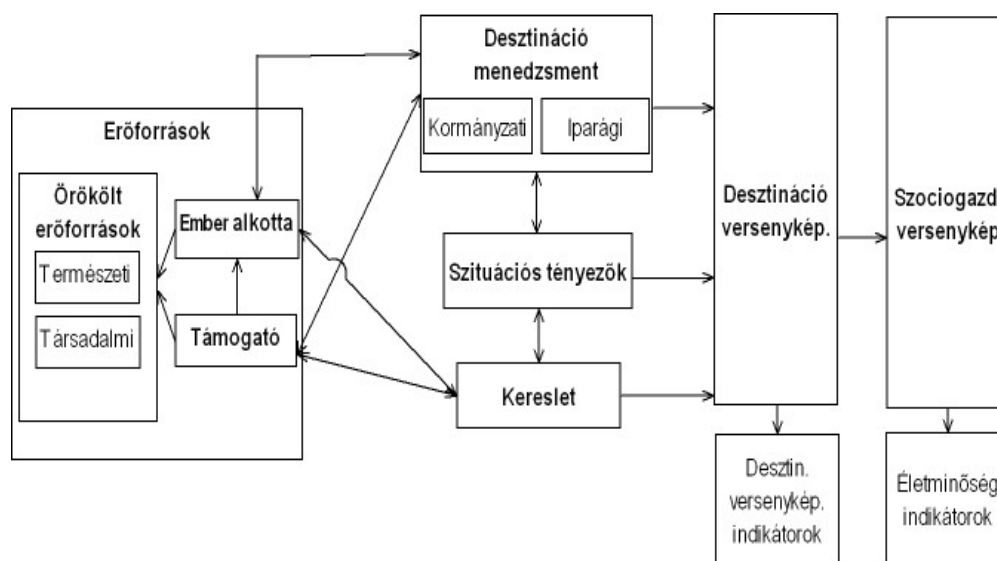 Erőforrások
Örökölt
erőforrások
Természeti
Társadalmi
Ember alkotta
Támogató
Desztináció
menedzsment
Kormányzati
Iparági
Szituációs tényezők
Kereslet
Desztináció
versenykép.
Desztin.
versenykép.
indikátorok
Szociogazd
versenykép
Életminőség
indikátorok